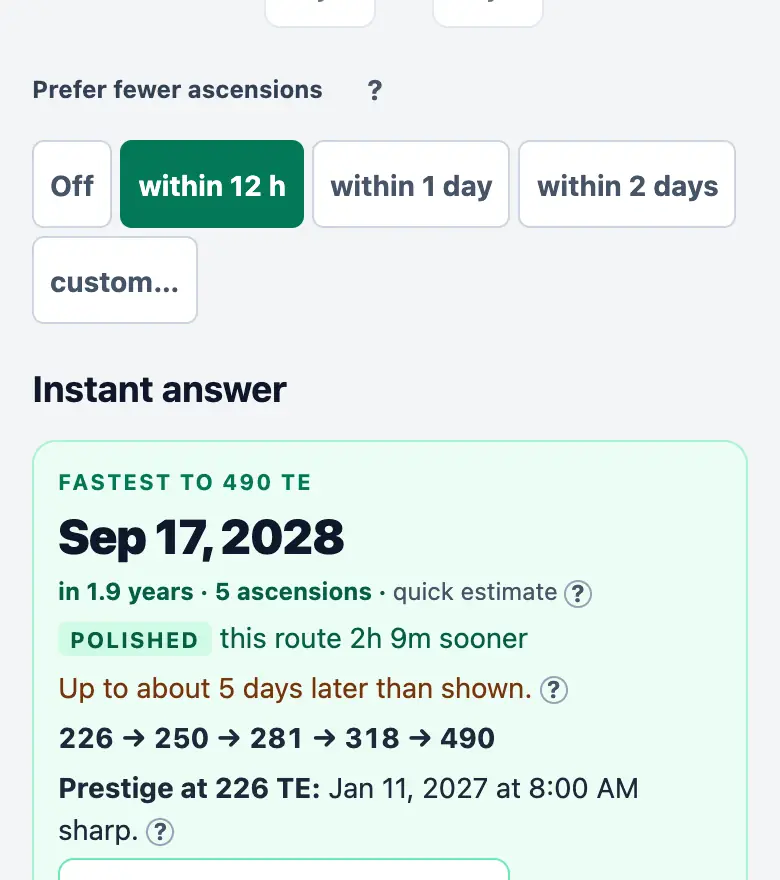 Prefer fewer ascensions ?
Off within 12 h within 1 day within 2 days
custom...
Instant answer
FASTEST TO 490 TE
Sep 17, 2028
in 1.9 years · 5 ascensions · quick estimate ?
POLISHED this route 2h 9m sooner
Up to about 5 days later than shown. ?
226 → 250 → 281 → 318 → 490
Prestige at 226 TE: Jan 11, 2027 at 8:00 AM
sharp. ?